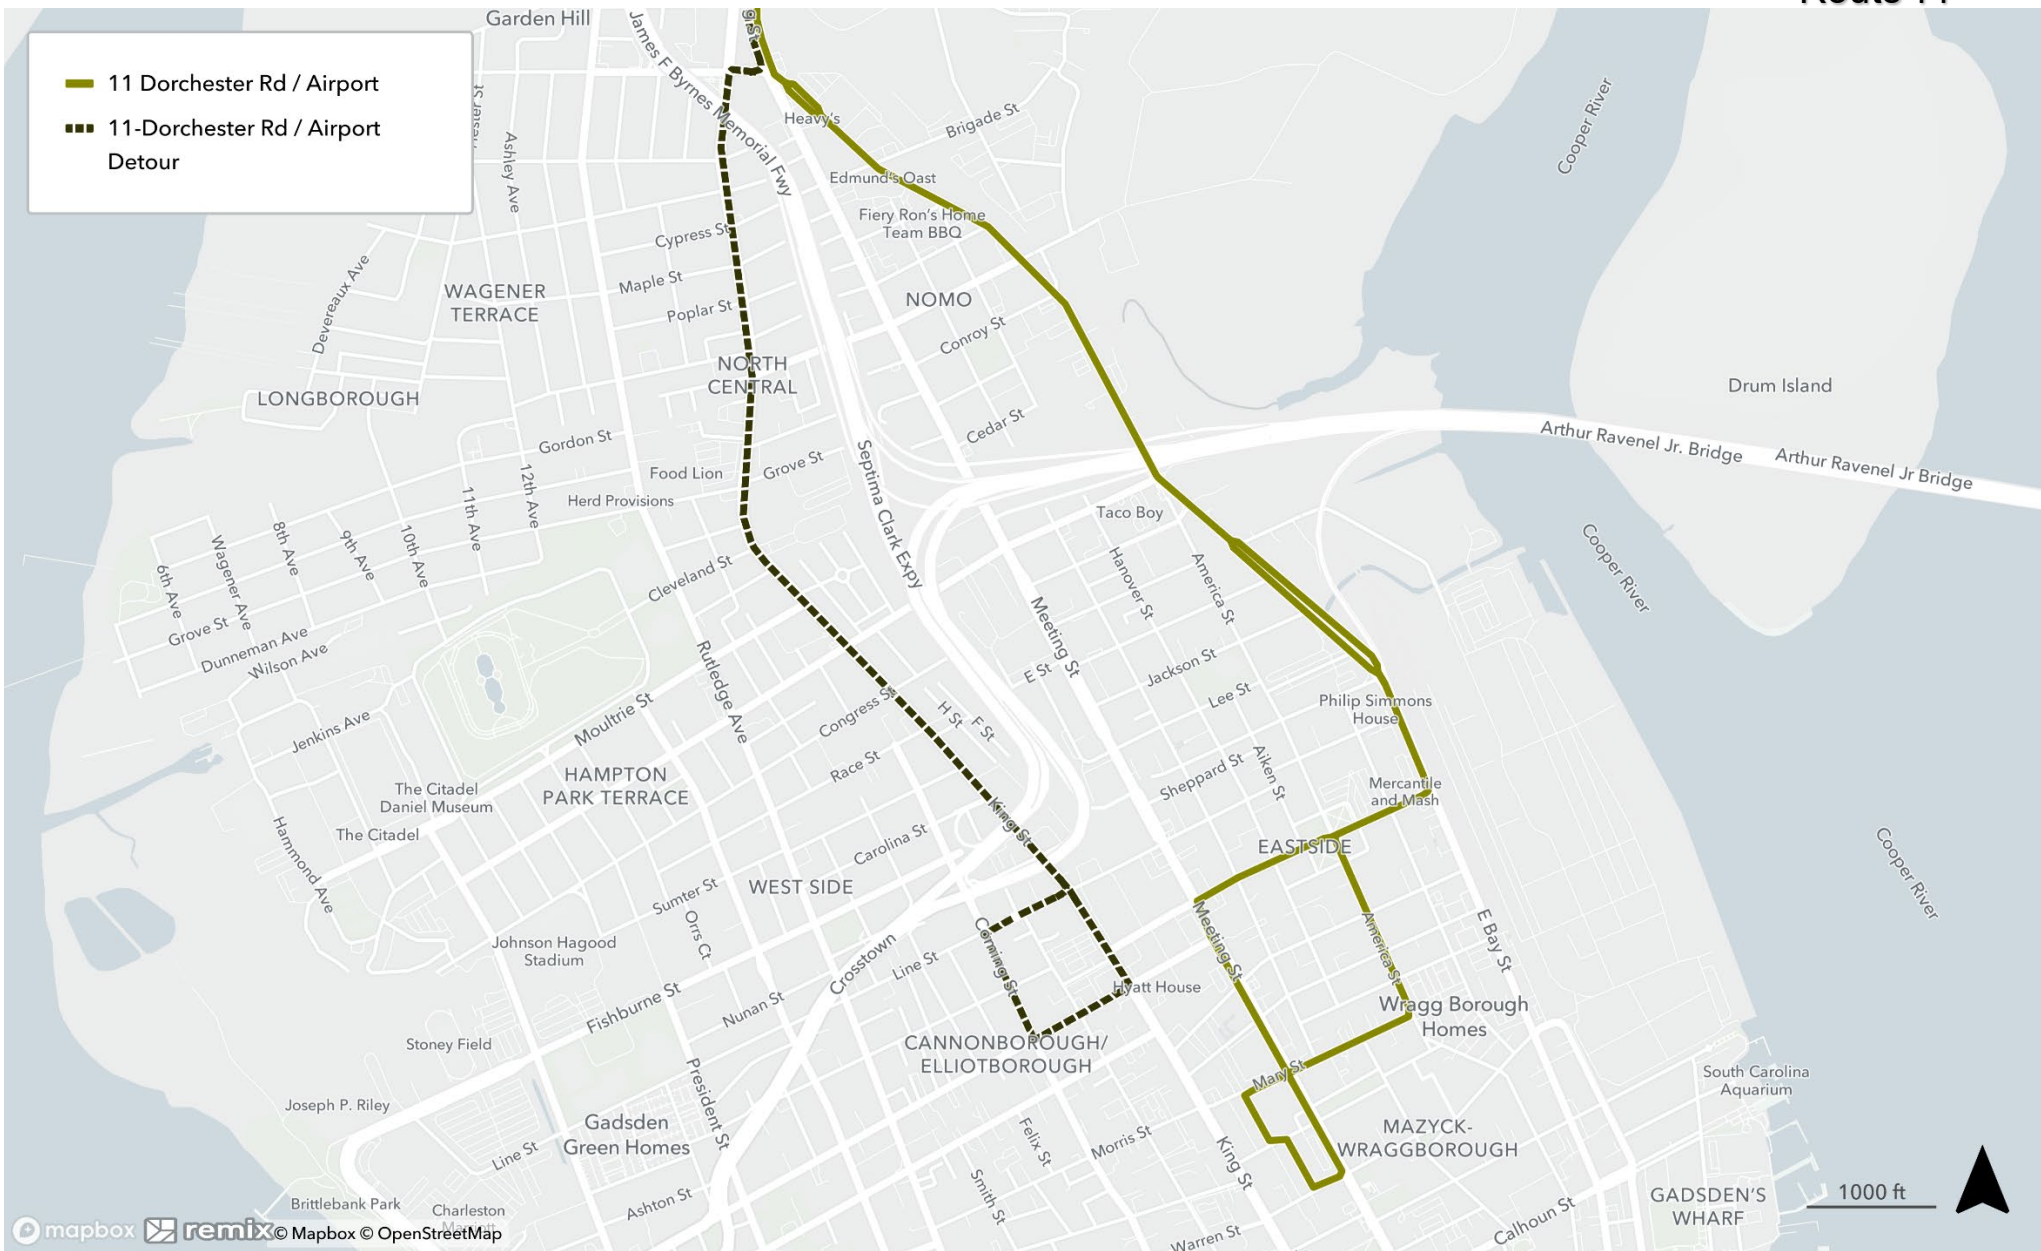 Garden Hill
11 Dorchester Rd / Airport
11-Dorchester Rd / Airport
Detour
James F Byrnes Memorial Fwy
Ashley Ave
Heavy's
Brigade St
Edmund's Oast
Fiery Ron's Home
Team BBQ
Cooper River
Cypress St
Devereaux Ave
Maple St
WAGENER
TERRACE
NOMO
Poplar St
Conroy St
NORTH
CENTRAL
Drum Island
LONGBOROUGH
Cedar St
Arthur Ravenel Jr. Bridge
Arthur Ravenel Jr Bridge
Gordon St
Septima Clark Expy
Food Lion
Grove St
Herd Provisions
12th Ave
11th Ave
Taco Boy
8th Ave
9th Ave
10th Ave
Wagener Ave
6th Ave
Cleveland St
Hanover St
America St
Cooper River
Meeting St
Grove St
Dunneman Ave
Wilson Ave
Rutledge Ave
E St
Jackson St
Lee St
Philip Simmons
House
Jenkins Ave
Moultrie St
Congress St
H St
F St
Race St
Sheppard St
Aiken St
Mercantile
and Mash
HAMPTON
PARK TERRACE
The Citadel
Daniel Museum
The Citadel
King St
Hammond Ave
Carolina St
EASTSIDE
Cooper River
WEST SIDE
Sumter St
Orrs Ct
Johnson Hagood
Stadium
Coming St
Crosstown
Line St
Meeting St
America St
E Bay St
Hyatt House
Fishburne St
Nunan St
Wragg Borough
Homes
Stoney Field
CANNONBOROUGH/
ELLIOTBOROUGH
President St
Mary St
South Carolina
Aquarium
Joseph P. Riley
Gadsden
Green Homes
Line St
Felix St
Morris St
King St
MAZYCK-
WRAGGBOROUGH
Brittlebank Park
Charleston
Marriott
Ashton St
Smith St
Warren St
Calhoun St
GADSDEN'S
WHARF
1000 ft
mapbox remix © Mapbox © OpenStreetMap